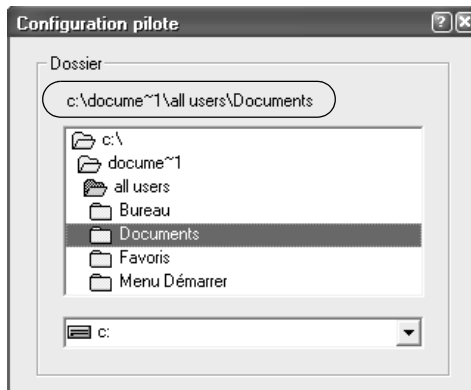 Configuration pilote
Dossier
c:\docume~1\all users\Documents
c:\
docume~1
all users
Bureau
Documents
Favoris
Menu Démarrer
c: